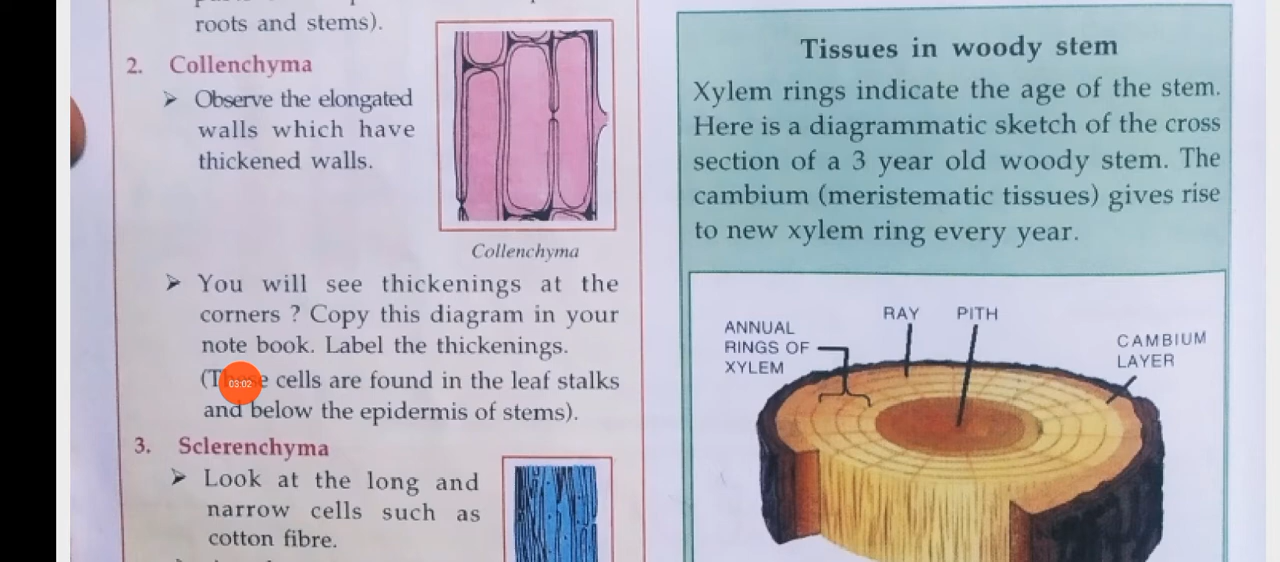 roots and stems).
2. Collenchyma
➤ Observe the elongated
walls which have
thickened walls.
Collenchyma
➤ You will see thickenings at the
corners ? Copy this diagram in your
note book. Label the thickenings.
03:02
cells are found in the leaf stalks
and below the epidermis of stems).
3. Sclerenchyma
➤ Look at the long and
narrow cells such as
cotton fibre.
Tissues in woody stem
Xylem rings indicate the age of the stem.
Here is a diagrammatic sketch of the cross
section of a 3 year old woody stem. The
cambium (meristematic tissues) gives rise
to new xylem ring every year.
RAY
PITH
ANNUAL
RINGS OF
XYLEM
CAMBIUM
LAYER